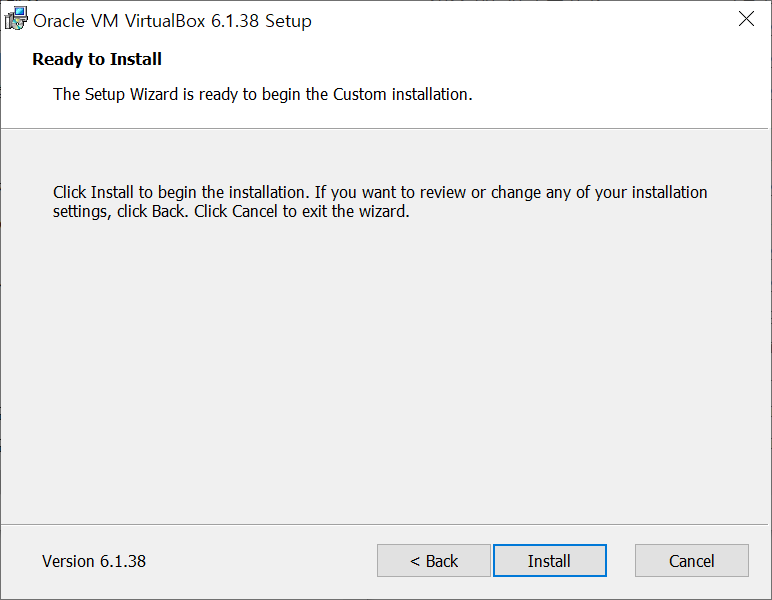 Oracle VM VirtualBox 6.1.38 Setup
Ready to Install
The Setup Wizard is ready to begin the Custom installation.
Click Install to begin the installation. If you want to review or change any of your installation
settings, click Back. Click Cancel to exit the wizard.
Version 6.1.38
< Back
Install
Cancel